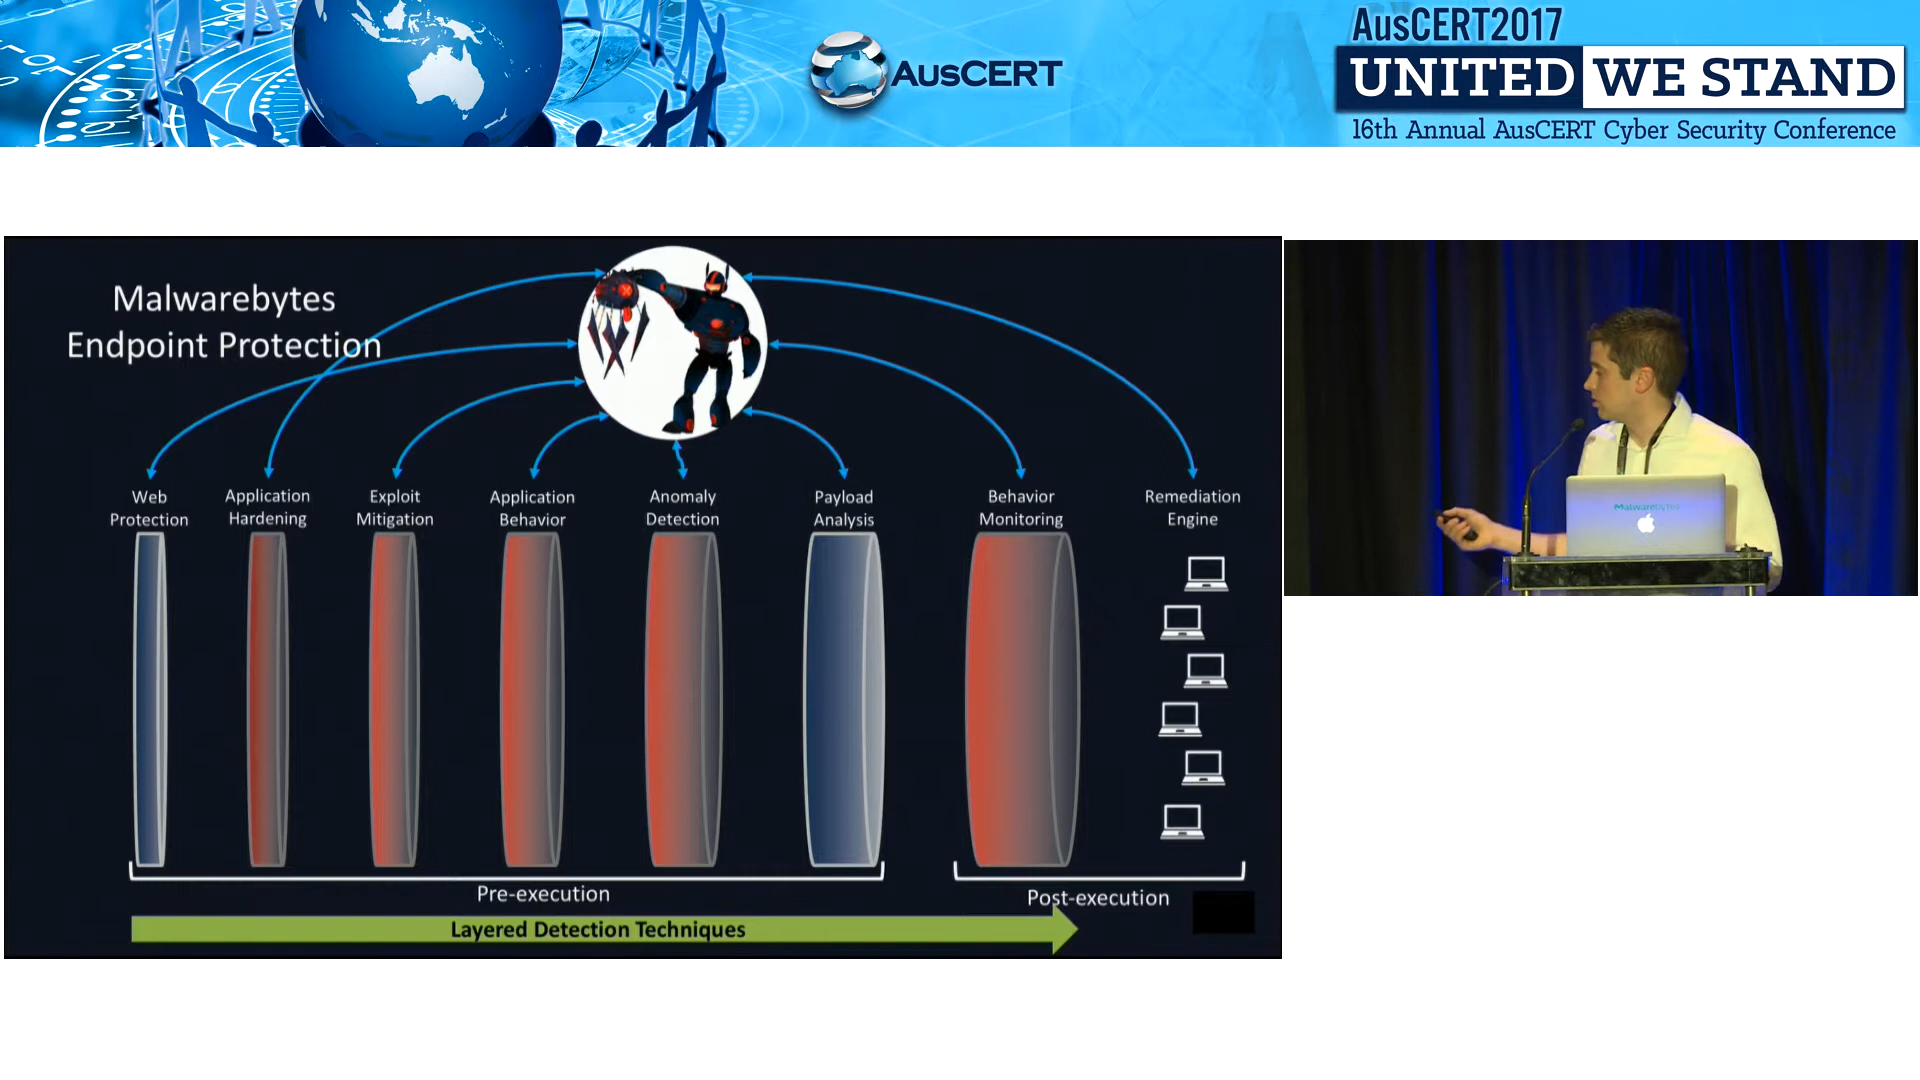 AusCERT2017
AusCERT
UNITED WE STAND
16th Annual AusCERT Cyber Security Conference
Malwarebytes
Endpoint Protection
Web
Protection
Application
Hardening
Exploit
Mitigation
Application
Behavior
Anomaly
Detection
Payload
Analysis
Behavior
Monitoring
Remediation
Engine
Malwarebytes
Pre-execution
Post-execution
Layered Detection Techniques